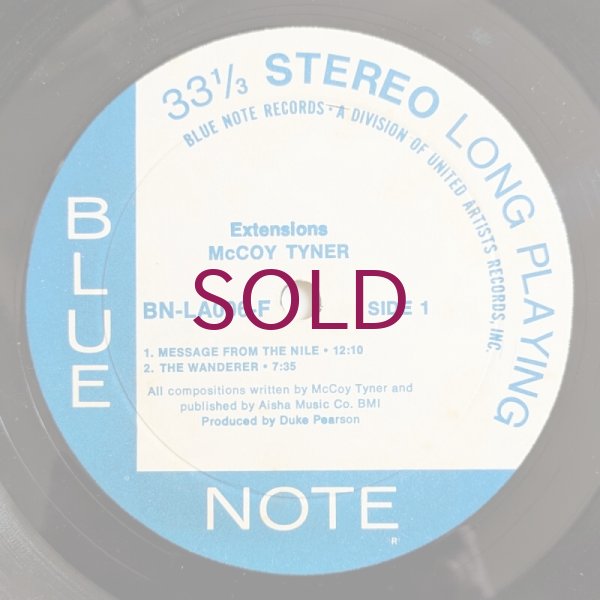 33⅓ STEREO LONG PLAYING
BLUE NOTE RECORDS • A DIVISION OF UNITED ARTISTS RECORDS, INC.
Extensions
McCOY TYNER
SOLD
BN-LA006-F SIDE 1
1. MESSAGE FROM THE NILE • 12:10
2. THE WANDERER • 7:35
All compositions written by McCoy Tyner and
published by Aisha Music Co. BMI
Produced by Duke Pearson
BLUE
NOTE
R